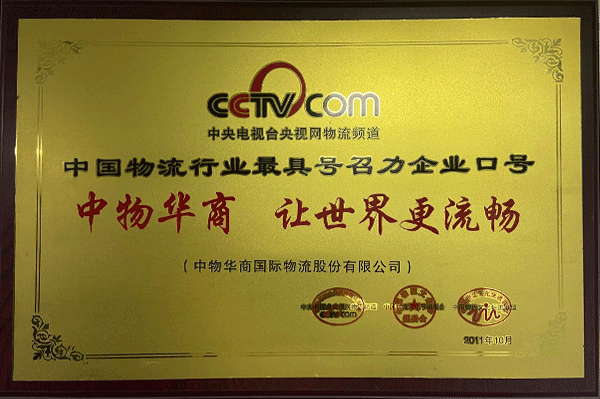 CCTV.com
中央电视台央视网物流频道
中国物流行业最具号召力企业口号
中物华商 让世界更流畅
(中物华商国际物流股份有限公司)
2011年10月